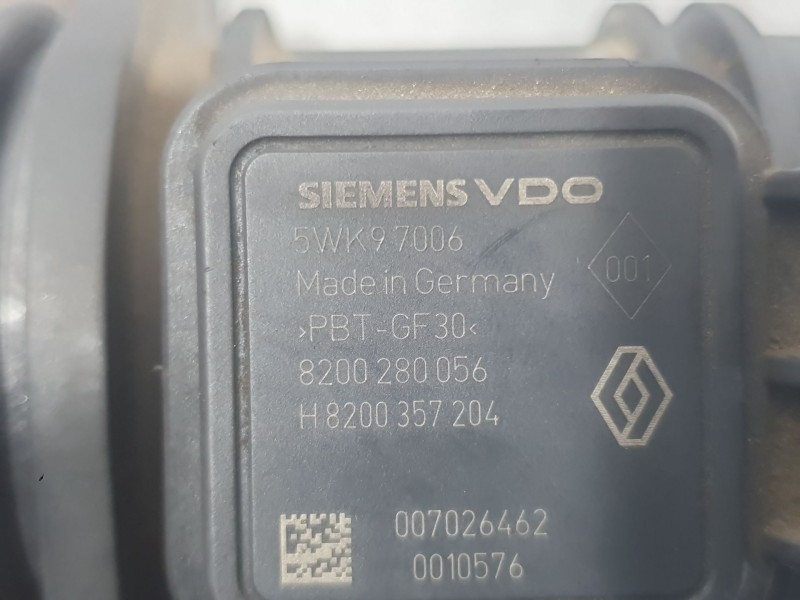 SIEMENS VDO
5WK9 7006
001
Made in Germany
>PBT-GF30<
8200 280 056
H 8200 357 204
007026462
0010576